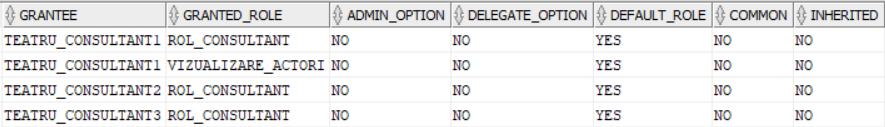 GRANTEE GRANTED_ROLE ADMIN_OPTION DELEGATE_OPTION DEFAULT_ROLE COMMON INHERITED
TEATRU_CONSULTANT1 ROL_CONSULTANT NO NO YES NO NO
TEATRU_CONSULTANT1 VIZUALIZARE_ACTORI NO NO YES NO NO
TEATRU_CONSULTANT2 ROL_CONSULTANT NO NO YES NO NO
TEATRU_CONSULTANT3 ROL_CONSULTANT NO NO YES NO NO